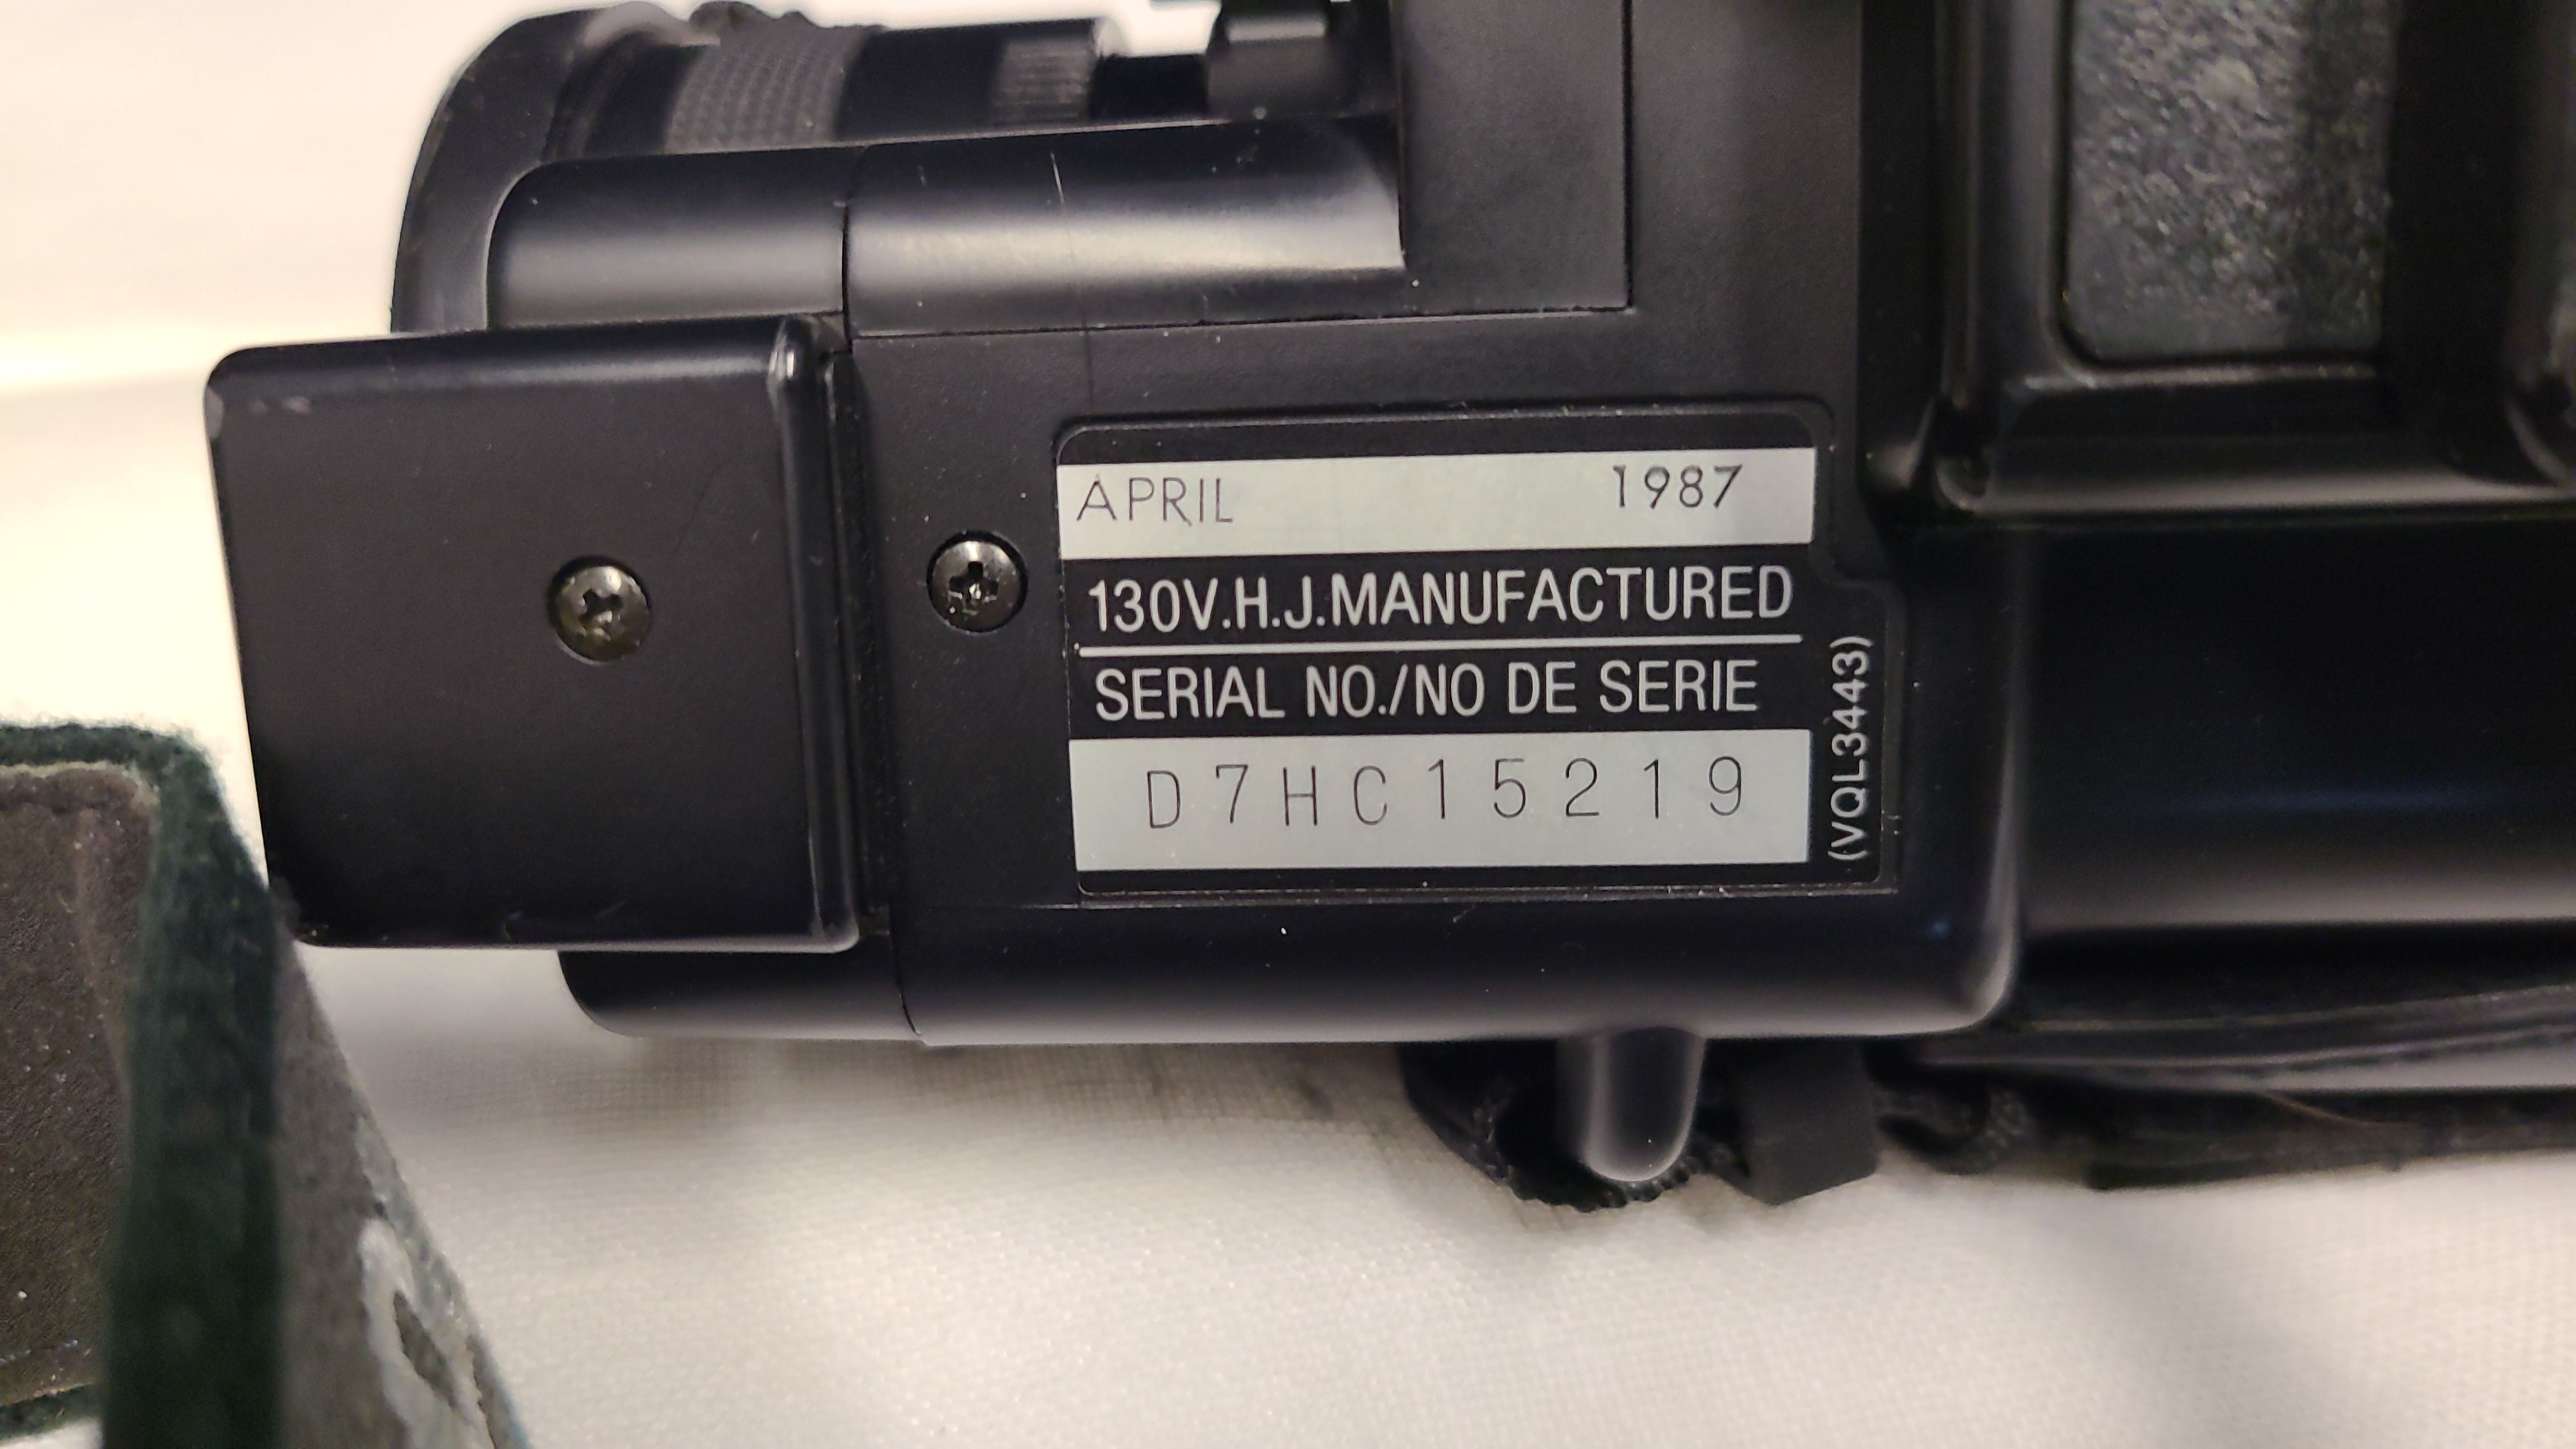 APRIL 1987
130V.H.J.MANUFACTURED
SERIAL NO./NO DE SERIE
D7HC15219
(VQL3443)